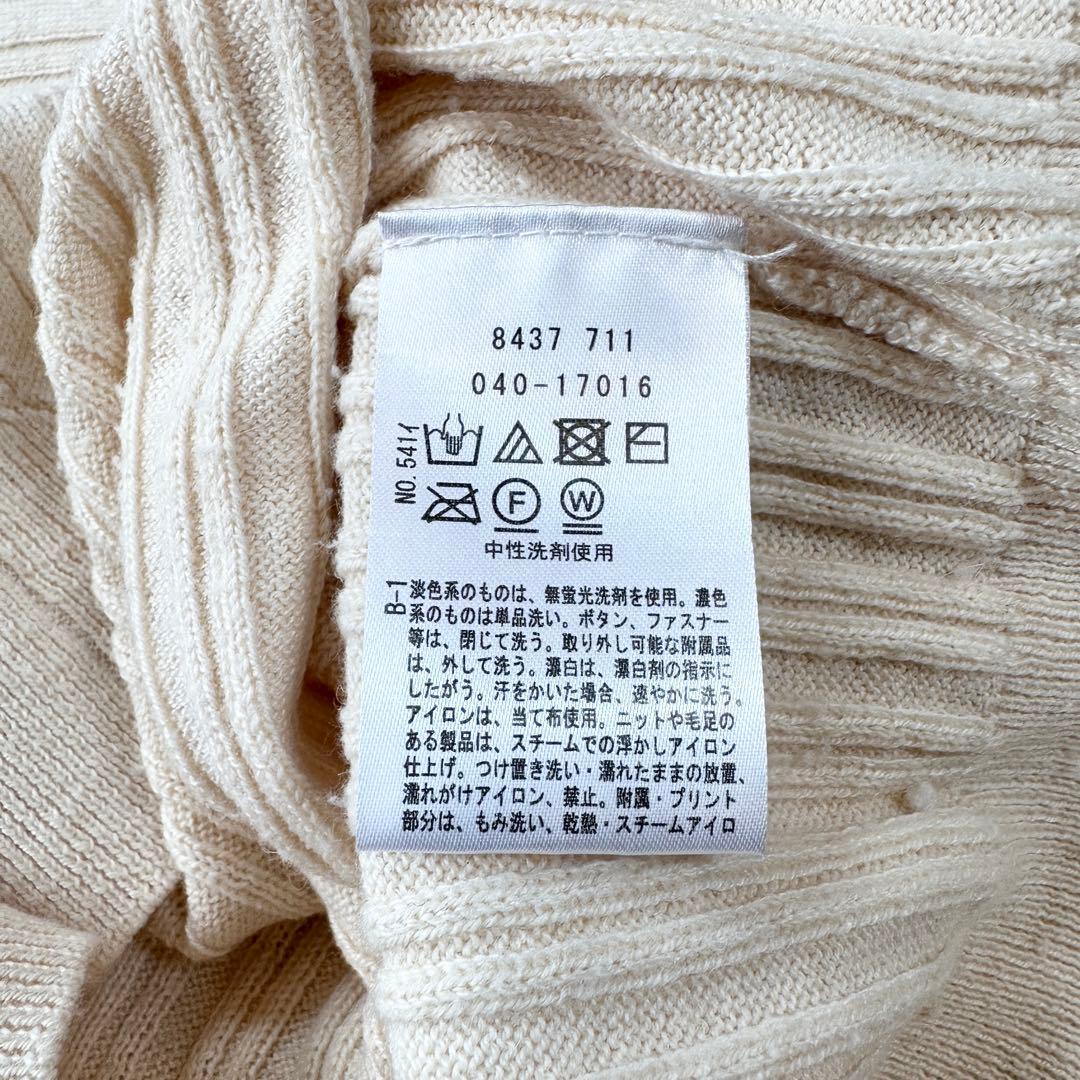 8437 711
040-17016
NO.541イ
F W
中性洗剤使用
B-1
淡色系のものは、無蛍光洗剤を使用。濃色
系のものは単品洗い。ボタン、ファスナー
等は、閉じて洗う。取り外し可能な附属品
は、外して洗う。漂白は、漂白剤の指示に
したがう。汗をかいた場合、速やかに洗う。
アイロンは、当て布使用。ニットや毛足の
ある製品は、スチームでの浮かしアイロン
仕上げ。つけ置き洗い・濡れたままの放置、
濡れがけアイロン、禁止。附属・プリント
部分は、もみ洗い、乾熱・スチームアイロ